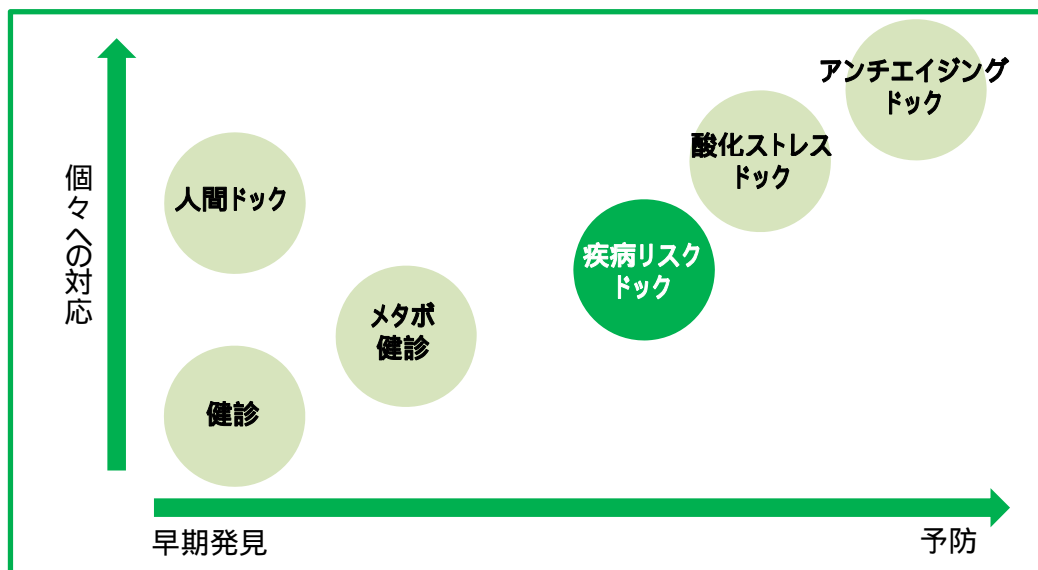 アンチエイジング
ドック
酸化ストレス
ドック
人間ドック
疾病リスク
ドック
メタボ
健診
健診
個々への対応
早期発見
予防